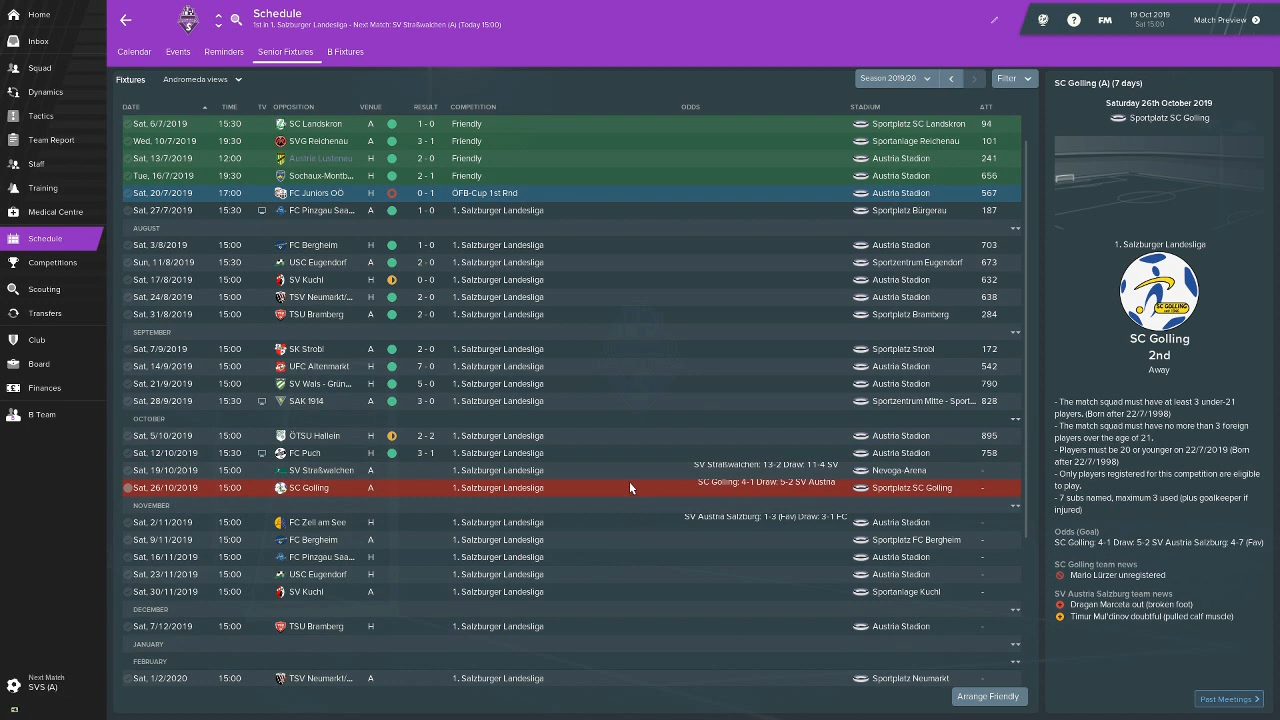 Home
Inbox
Squad
Dynamics
Tactics
Team Report
Staff
Training
Medical Centre
Schedule
Competitions
Scouting
Transfers
Club
Board
Finances
B Team
Next Match
SVS (A)
Schedule
1st in 1. Salzburger Landesliga - Next Match: SV Straßwalchen (A) (Today 15:00)
? FM 19 Oct 2019 Sat 15:00 Match Preview
Calendar Events Reminders Senior Fixtures B Fixtures
Fixtures Andromeda views Season 2019/20 Filter
DATE TIME TV OPPOSITION VENUE RESULT COMPETITION ODDS STADIUM ATT
Sat, 6/7/2019 15:30 SC Landskron A 1 - 0 Friendly Sportplatz SC Landskron 94
Wed, 10/7/2019 19:30 SVG Reichenau A 3 - 1 Friendly Sportanlage Reichenau 101
Sat, 13/7/2019 12:00 Austria Lustenau H 2 - 0 Friendly Austria Stadion 241
Tue, 16/7/2019 19:30 Sochaux-Montb... H 2 - 1 Friendly Austria Stadion 656
Sat, 20/7/2019 17:00 FC Juniors OÖ H 0 - 1 ÖFB-Cup 1st Rnd Austria Stadion 567
Sat, 27/7/2019 15:30 FC Pinzgau Saa... A 1 - 0 1. Salzburger Landesliga Sportplatz Bürgerau 187
AUGUST
Sat, 3/8/2019 15:00 FC Bergheim H 1 - 0 1. Salzburger Landesliga Austria Stadion 703
Sun, 11/8/2019 15:30 USC Eugendorf A 2 - 0 1. Salzburger Landesliga Sportzentrum Eugendorf 673
Sat, 17/8/2019 15:00 SV Kuchl H 0 - 0 1. Salzburger Landesliga Austria Stadion 632
Sat, 24/8/2019 15:00 TSV Neumarkt/... H 2 - 0 1. Salzburger Landesliga Austria Stadion 638
Sat, 31/8/2019 15:00 TSU Bramberg A 2 - 0 1. Salzburger Landesliga Sportplatz Bramberg 284
SEPTEMBER
Sat, 7/9/2019 15:00 SK Strobl A 2 - 0 1. Salzburger Landesliga Sportplatz Strobl 172
Sat, 14/9/2019 15:00 UFC Altenmarkt H 7 - 0 1. Salzburger Landesliga Austria Stadion 542
Sat, 21/9/2019 15:00 SV Wals - Grün... H 5 - 0 1. Salzburger Landesliga Austria Stadion 790
Sat, 28/9/2019 15:30 SAK 1914 A 3 - 0 1. Salzburger Landesliga Sportzentrum Mitte - Sport... 828
OCTOBER
Sat, 5/10/2019 15:00 ÖTSU Hallein H 2 - 2 1. Salzburger Landesliga Austria Stadion 895
Sat, 12/10/2019 15:30 FC Puch H 3 - 1 1. Salzburger Landesliga Austria Stadion 758
Sat, 19/10/2019 15:00 SV Straßwalchen A 1. Salzburger Landesliga SV Straßwalchen: 13-2 Draw: 11-4 SV Nevoga-Arena -
Sat, 26/10/2019 15:00 SC Golling A 1. Salzburger Landesliga SC Golling: 4-1 Draw: 5-2 SV Austria Sportplatz SC Golling -
NOVEMBER
Sat, 2/11/2019 15:00 FC Zell am See H 1. Salzburger Landesliga SV Austria Salzburg: 1-3 (Fav) Draw: 3-1 FC Austria Stadion -
Sat, 9/11/2019 15:00 FC Bergheim A 1. Salzburger Landesliga Sportplatz FC Bergheim -
Sat, 16/11/2019 15:00 FC Pinzgau Saa... H 1. Salzburger Landesliga Austria Stadion -
Sat, 23/11/2019 15:00 USC Eugendorf H 1. Salzburger Landesliga Austria Stadion -
Sat, 30/11/2019 15:00 SV Kuchl A 1. Salzburger Landesliga Sportanlage Kuchl -
DECEMBER
Sat, 7/12/2019 15:00 TSU Bramberg H 1. Salzburger Landesliga Austria Stadion -
JANUARY
FEBRUARY
Sat, 1/2/2020 15:00 TSV Neumarkt/... A 1. Salzburger Landesliga Sportplatz Neumarkt -
Arrange Friendly
SC Golling (A) (7 days)
Saturday 26th October 2019
Sportplatz SC Golling
1. Salzburger Landesliga
SC GOLLING
seit 1946
SC Golling
2nd
Away
- The match squad must have at least 3 under-21
players. (Born after 22/7/1998)
- The match squad must have no more than 3 foreign
players over the age of 21.
- Players must be 20 or younger on 22/7/2019 (Born
after 22/7/1998)
- Only players registered for this competition are eligible
to play.
- 7 subs named, maximum 3 used (plus goalkeeper if
injured)
Odds (Goal)
SC Golling: 4-1 Draw: 5-2 SV Austria Salzburg: 4-7 (Fav)
SC Golling team news
Mario Lürzer unregistered
SV Austria Salzburg team news
Dragan Marceta out (broken foot)
Timur Mul'dinov doubtful (pulled calf muscle)
Past Meetings